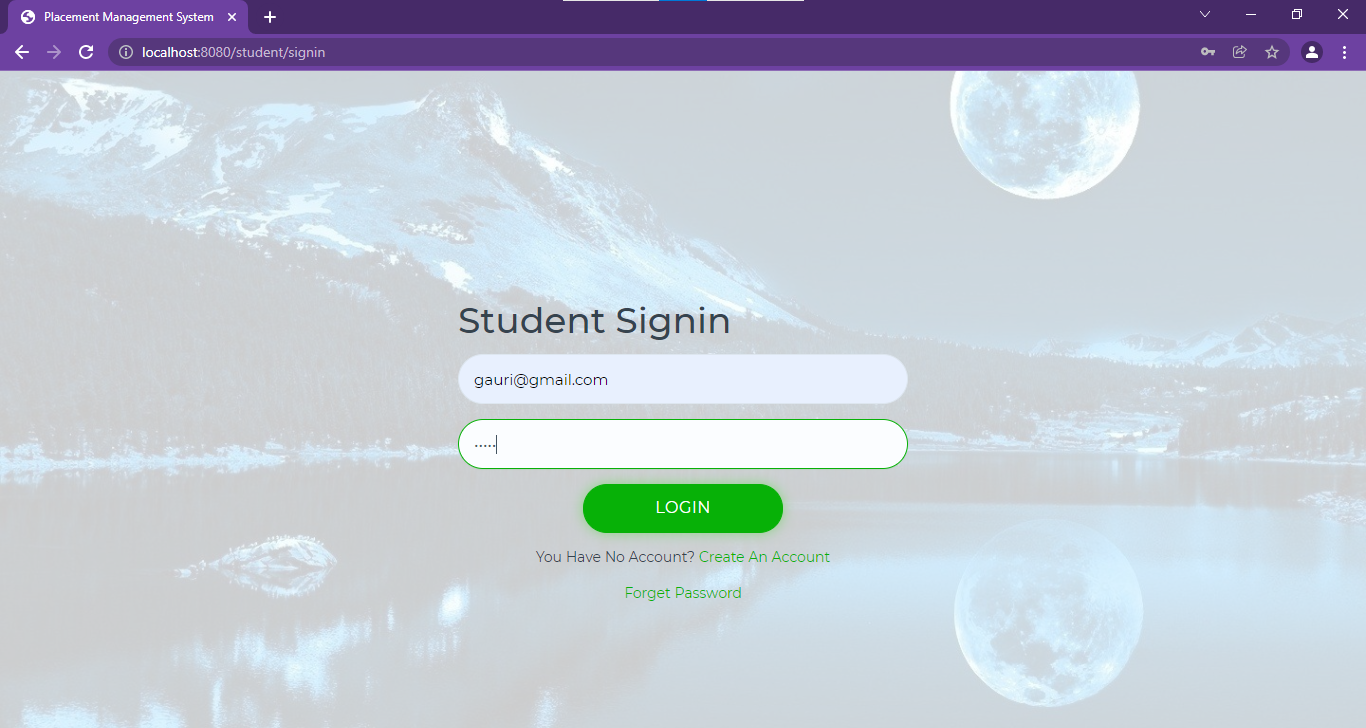 Placement Management System
localhost:8080/student/signin
Student Signin
gauri@gmail.com
·····
LOGIN
You Have No Account? Create An Account
Forget Password